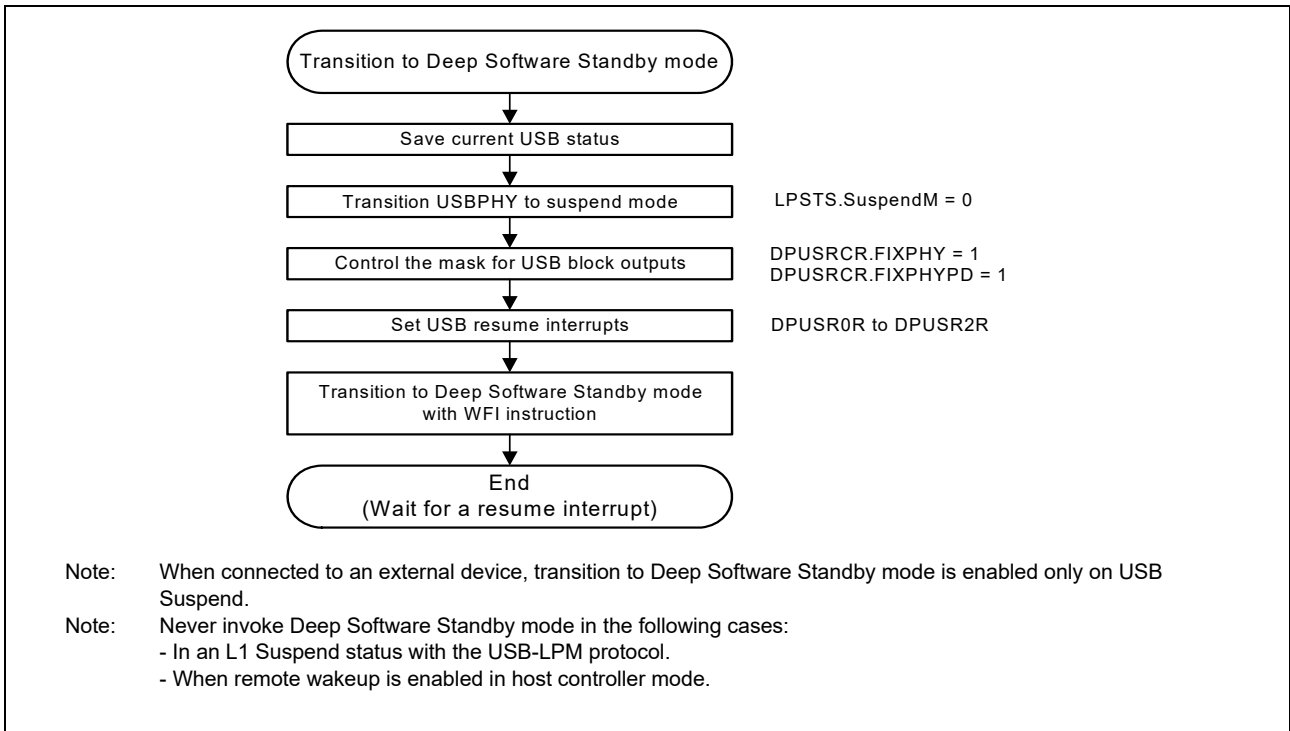 Transition to Deep Software Standby mode
Save current USB status
Transition USBPHY to suspend mode
LPSTS.SuspendM = 0
Control the mask for USB block outputs
DPUSRCR.FIXPHY = 1
DPUSRCR.FIXPHYPD = 1
Set USB resume interrupts
DPUSR0R to DPUSR2R
Transition to Deep Software Standby mode
with WFI instruction
End
(Wait for a resume interrupt)
Note: When connected to an external device, transition to Deep Software Standby mode is enabled only on USB
Suspend.
Note: Never invoke Deep Software Standby mode in the following cases:
- In an L1 Suspend status with the USB-LPM protocol.
- When remote wakeup is enabled in host controller mode.